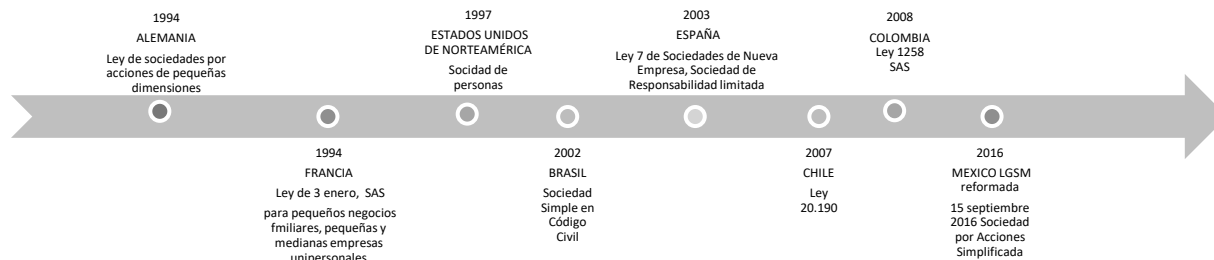 1994
ALEMANIA
Ley de sociedades por
acciones de pequeñas
dimensiones
1994
FRANCIA
Ley de 3 enero, SAS
para pequeños negocios
fmiliares, pequeñas y
medianas empresas
unipersonales
1997
ESTADOS UNIDOS
DE NORTEAMÉRICA
Socidad de
personas
2002
BRASIL
Sociedad
Simple en
Código
Civil
2003
ESPAÑA
Ley 7 de Sociedades de Nueva
Empresa, Sociedad de
Responsabilidad limitada
2007
CHILE
Ley
20.190
2008
COLOMBIA
Ley 1258
SAS
2016
MEXICO LGSM
reformada
15 septiembre
2016 Sociedad
por Acciones
Simplificada